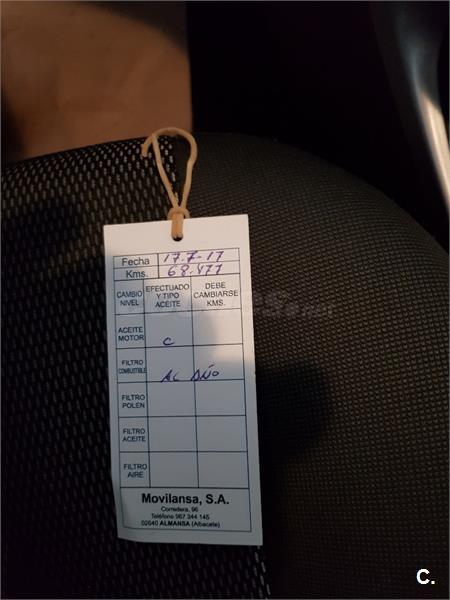 Fecha 17.7-17
Kms. 68.477
CAMBIO NIVEL EFECTUADO Y TIPO ACEITE DEBE CAMBIARSE KMS.
ACEITE MOTOR C
FILTRO COMBUSTIBLE AL AÑO
FILTRO POLEN
FILTRO ACEITE
FILTRO AIRE
Movilansa, S.A.
Corredera, 96
Teléfono 967 344 145
02640 ALMANSA (Albacete)
C.